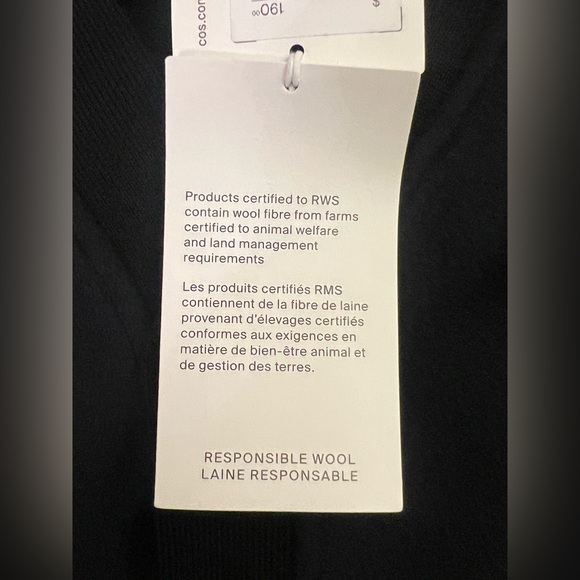 cos.com
$
190.00
Products certified to RWS
contain wool fibre from farms
certified to animal welfare
and land management
requirements
Les produits certifiés RMS
contiennent de la fibre de laine
provenant d'élevages certifiés
conformes aux exigences en
matière de bien-être animal et
de gestion des terres.
RESPONSIBLE WOOL
LAINE RESPONSABLE